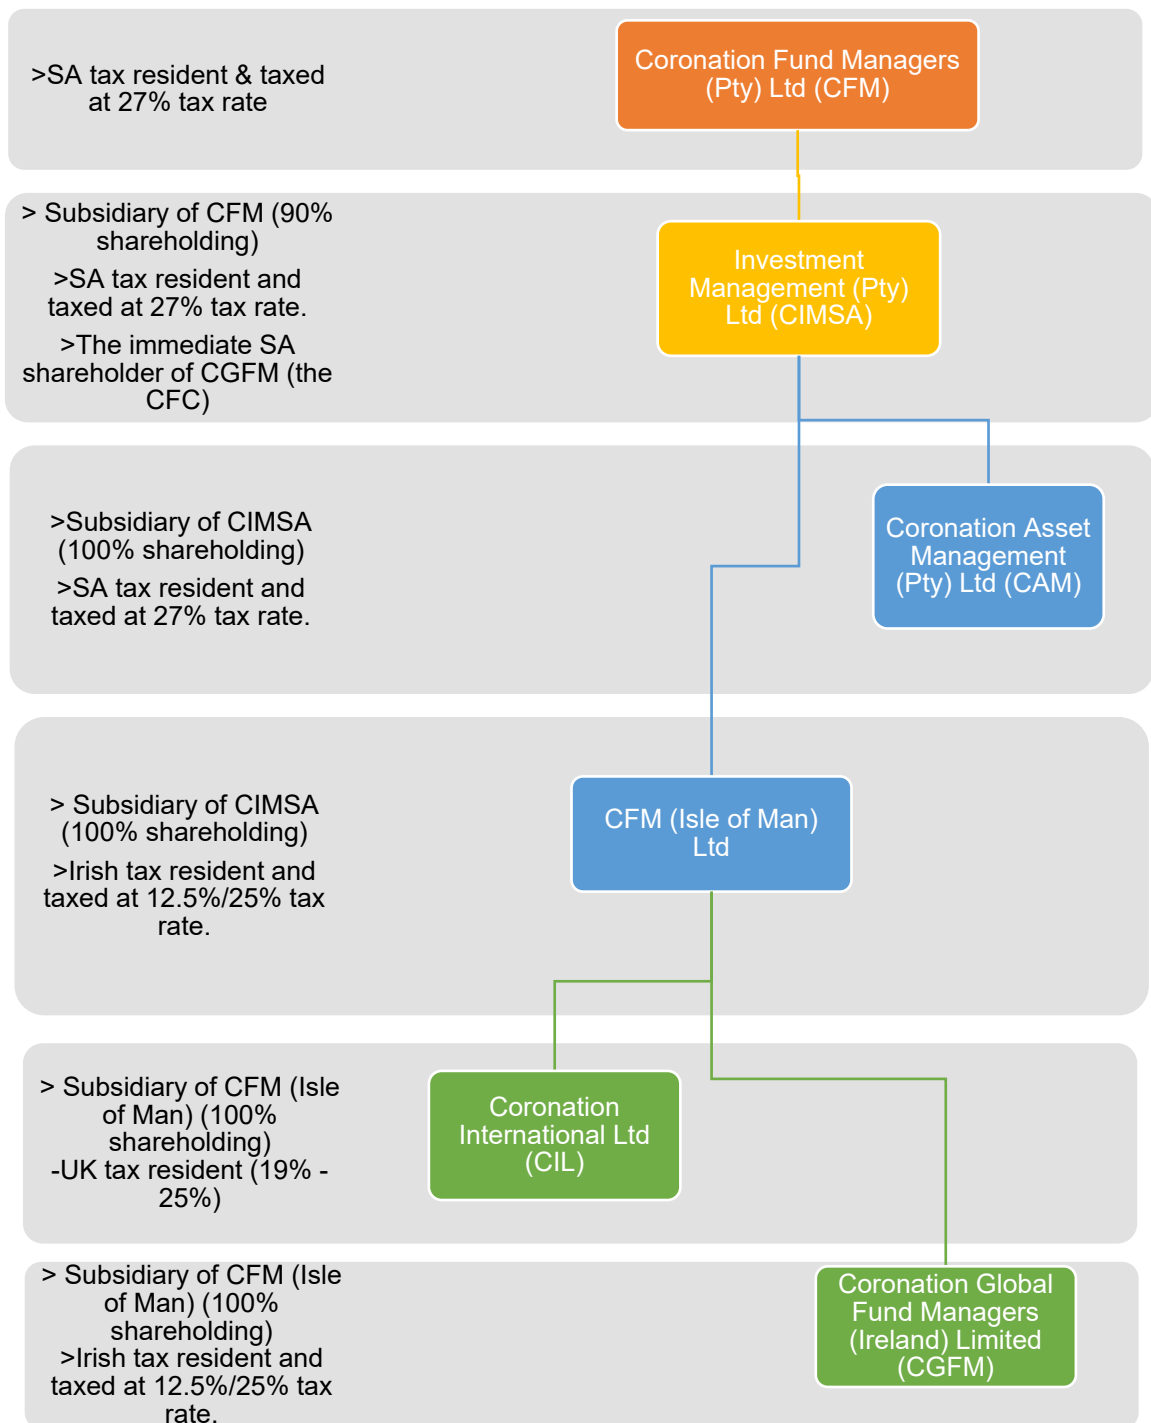 >SA tax resident & taxed
at 27% tax rate
Coronation Fund Managers
(Pty) Ltd (CFM)
> Subsidiary of CFM (90%
shareholding)
>SA tax resident and
taxed at 27% tax rate.
>The immediate SA
shareholder of CGFM (the
CFC)
Investment
Management (Pty)
Ltd (CIMSA)
>Subsidiary of CIMSA
(100% shareholding)
>SA tax resident and
taxed at 27% tax rate.
Coronation Asset
Management
(Pty) Ltd (CAM)
> Subsidiary of CIMSA
(100% shareholding)
>Irish tax resident and
taxed at 12.5%/25% tax
rate.
CFM (Isle of Man)
Ltd
> Subsidiary of CFM (Isle
of Man) (100%
shareholding)
-UK tax resident (19% -
25%)
Coronation
International Ltd
(CIL)
> Subsidiary of CFM (Isle
of Man) (100%
shareholding)
>Irish tax resident and
taxed at 12.5%/25% tax
rate.
Coronation Global
Fund Managers
(Ireland) Limited
(CGFM)